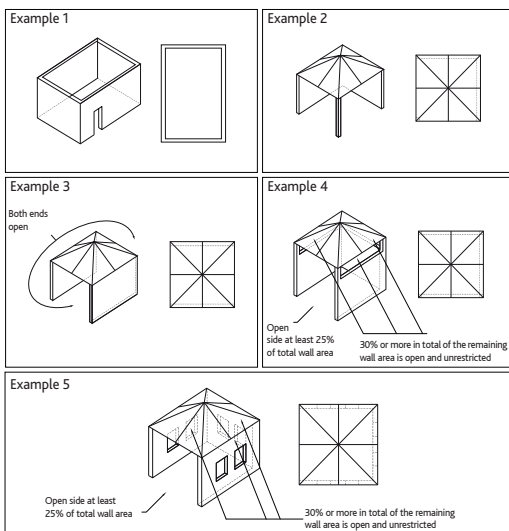 Example 1
Example 2
Example 3
Both ends
open
Example 4
Open
side at least 25%
of total wall area
30% or more in total of the remaining
wall area is open and unrestricted
Example 5
Open side at least
25% of total wall area
30% or more in total of the remaining
wall area is open and unrestricted